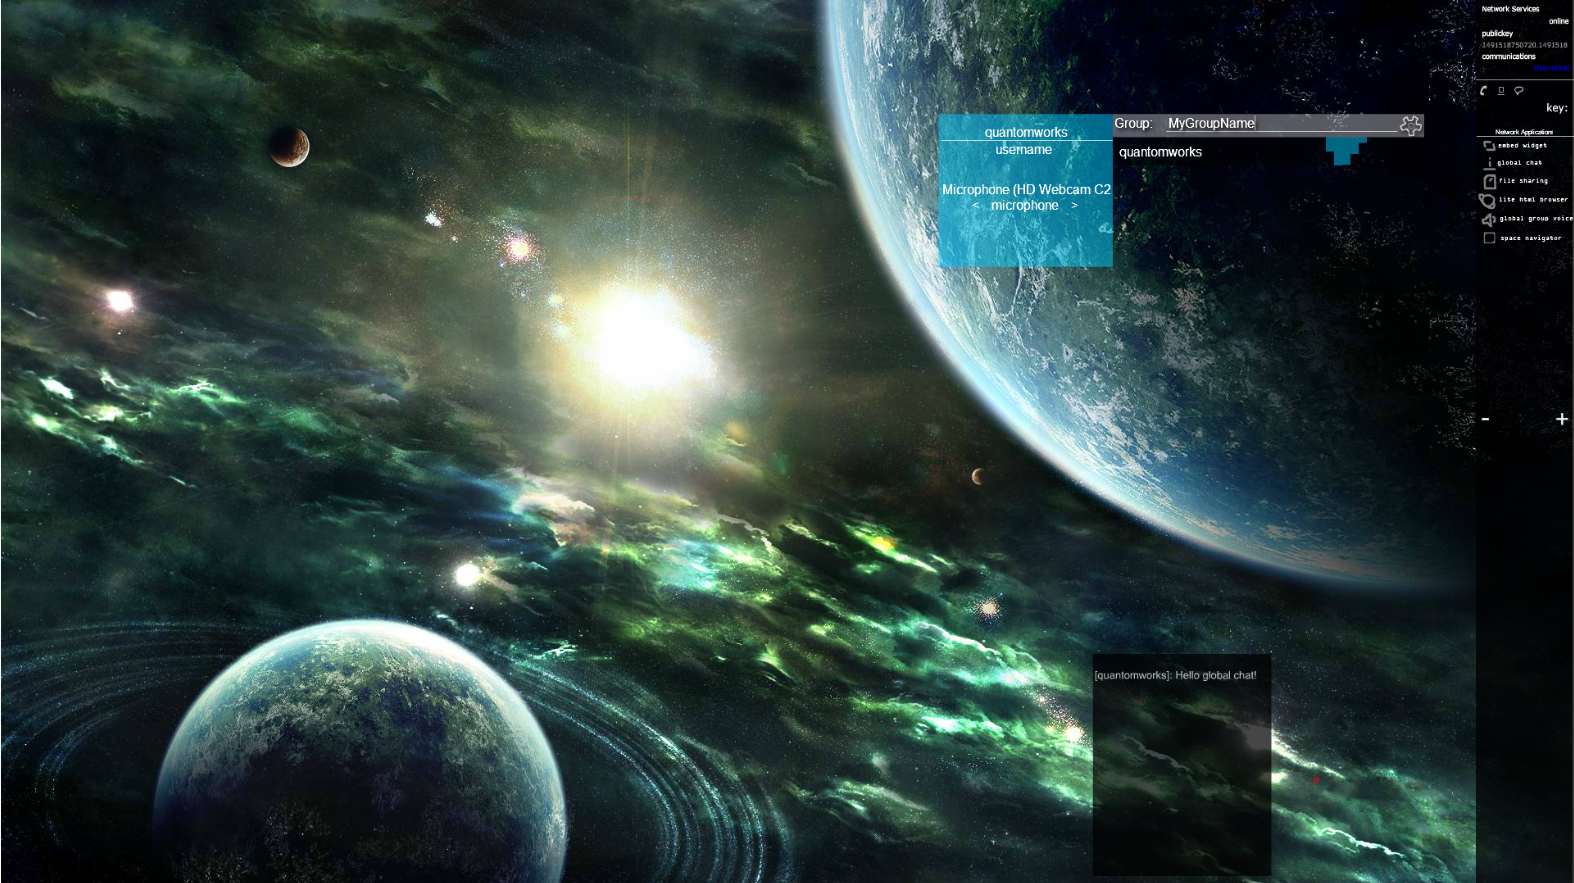 Network Services
online
publickey
1491518750720.1491518
communications
key:
Network Applications
embed widget
global chat
file sharing
lite html browser
global group voice
space navigator
-
+
Group: MyGroupName
quantomworks
quantomworks
username
Microphone (HD Webcam C2
< microphone >
[quantomworks]: Hello global chat!